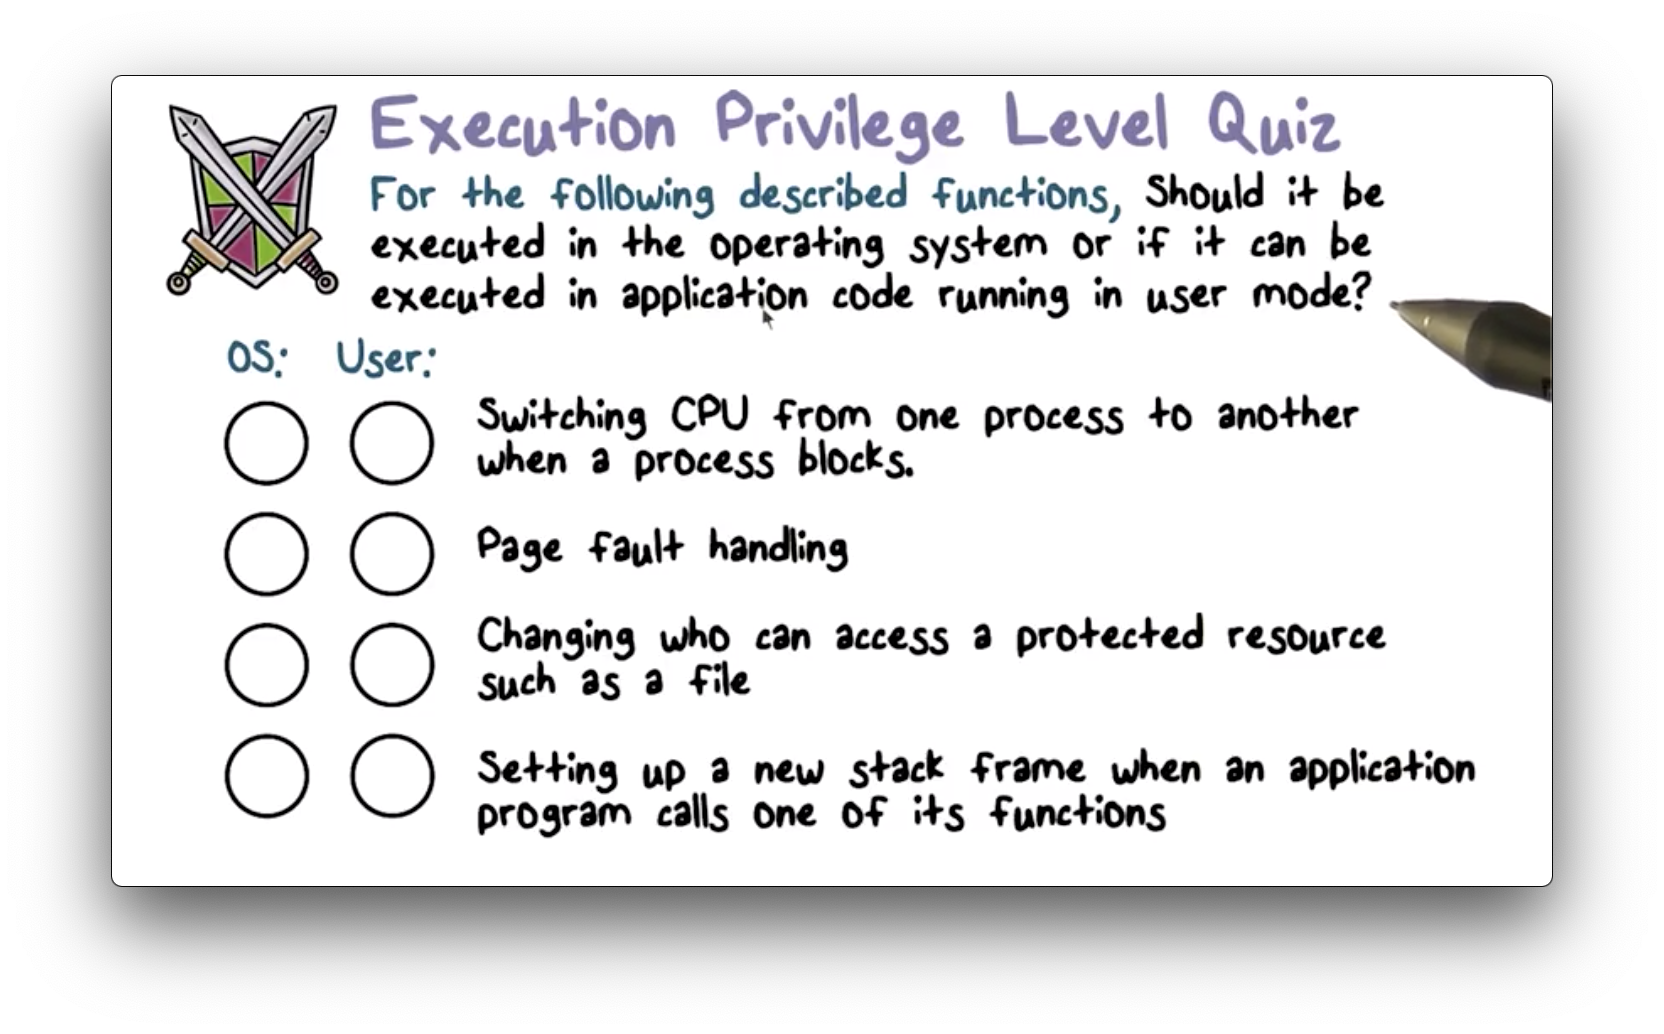 Execution Privilege Level Quiz
For the following described functions, Should it be
executed in the operating system or if it can be
executed in application code running in user mode?
OS: User:
Switching CPU from one process to another
when a process blocks.
Page fault handling
Changing who can access a protected resource
such as a file
Setting up a new stack frame when an application
program calls one of its functions